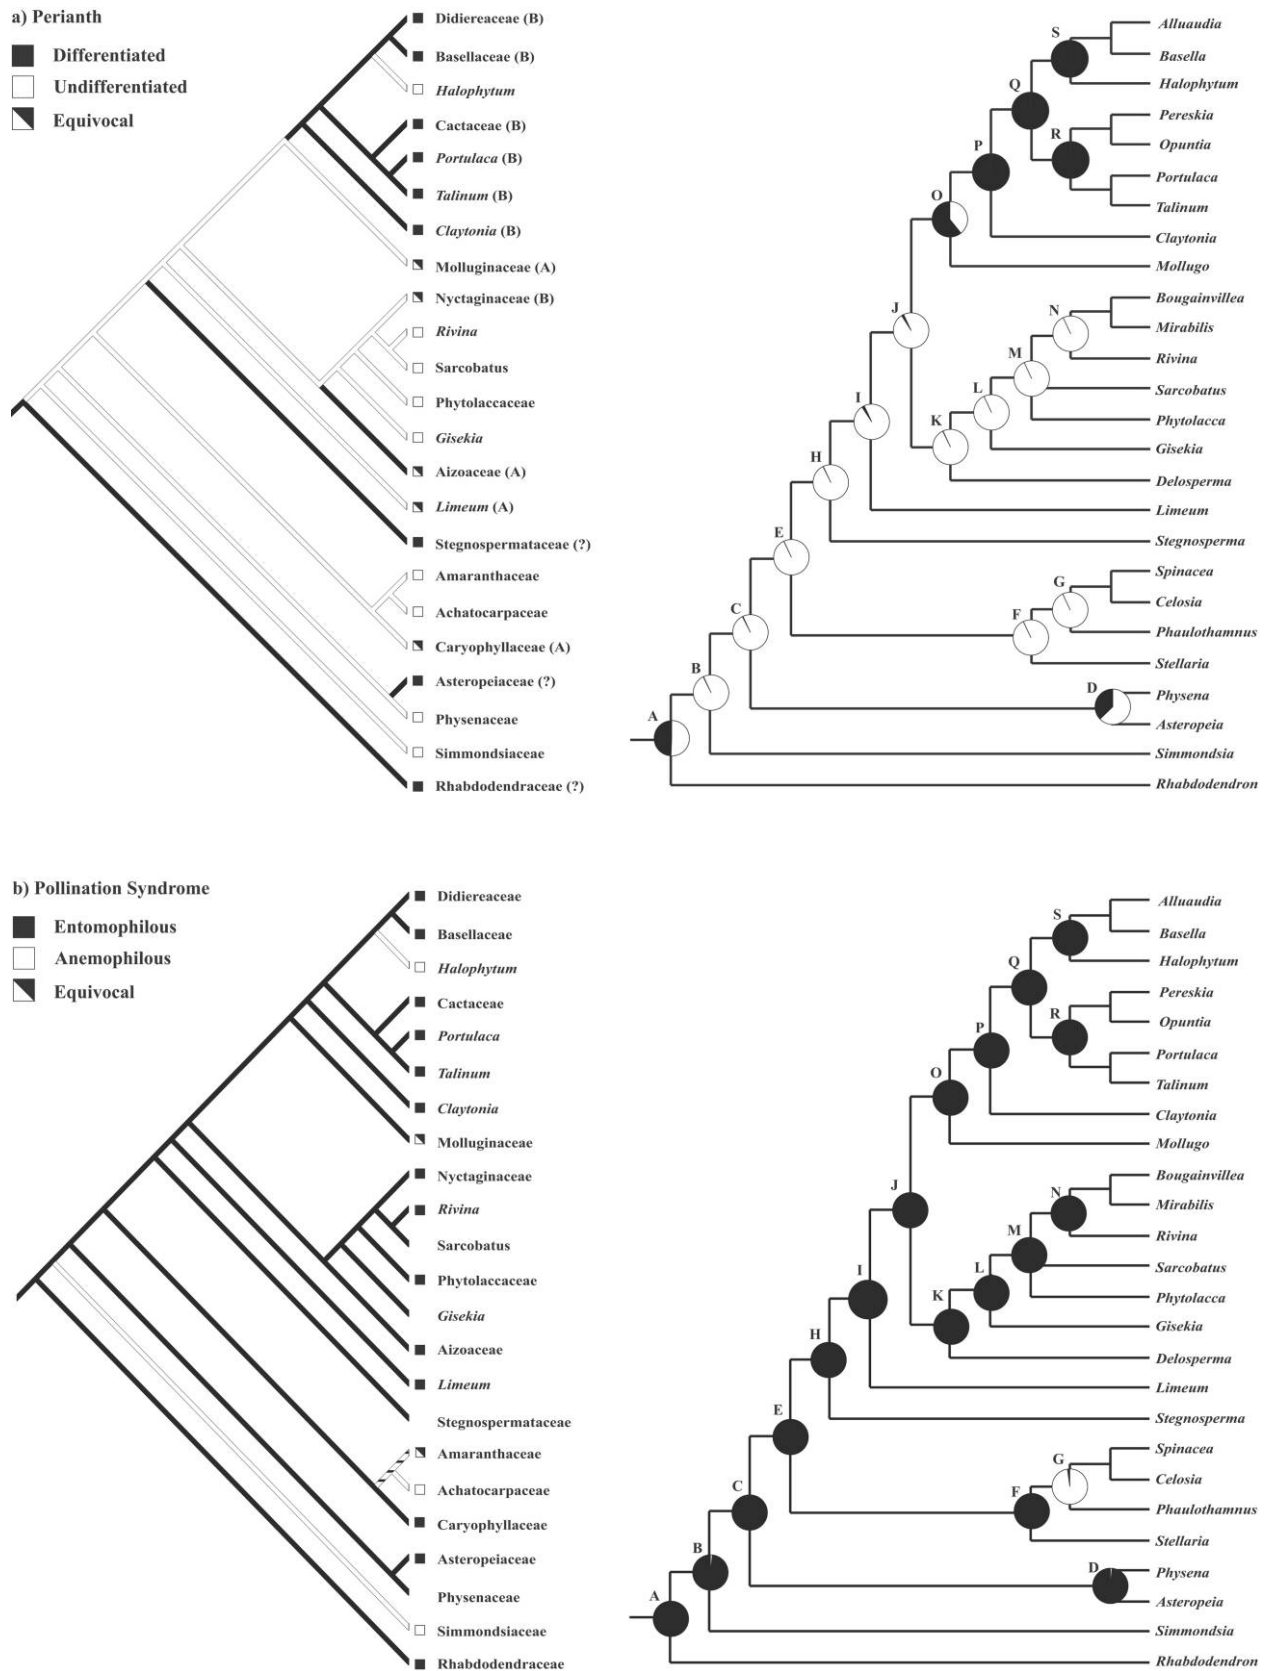 a) Perianth
Differentiated
Undifferentiated
Equivocal
Didiereaceae (B)
Basellaceae (B)
Halophytum
Cactaceae (B)
Portulaca (B)
Talinum (B)
Claytonia (B)
Molluginaceae (A)
Nyctaginaceae (B)
Rivina
Sarcobatus
Phytolaccaceae
Gisekia
Aizoaceae (A)
Limeum (A)
Stegnospermataceae (?)
Amaranthaceae
Achatocarpaceae
Caryophyllaceae (A)
Asteropeiaceae (?)
Physenaceae
Simmondsiaceae
Rhabdodendraceae (?)
S
Q
R
P
O
J
N
M
L
K
I
H
E
G
F
C
D
B
A
Alluaudia
Basella
Halophytum
Pereskia
Opuntia
Portulaca
Talinum
Claytonia
Mollugo
Bougainvillea
Mirabilis
Rivina
Sarcobatus
Phytolacca
Gisekia
Delosperma
Limeum
Stegnosperma
Spinacea
Celosia
Phaulothamnus
Stellaria
Physena
Asteropeia
Simmondsia
Rhabdodendron
b) Pollination Syndrome
Entomophilous
Anemophilous
Equivocal
Didiereaceae
Basellaceae
Halophytum
Cactaceae
Portulaca
Talinum
Claytonia
Molluginaceae
Nyctaginaceae
Rivina
Sarcobatus
Phytolaccaceae
Gisekia
Aizoaceae
Limeum
Stegnospermataceae
Amaranthaceae
Achatocarpaceae
Caryophyllaceae
Asteropeiaceae
Physenaceae
Simmondsiaceae
Rhabdodendraceae
S
Q
R
P
O
J
N
M
L
K
I
H
E
G
F
C
D
B
A
Alluaudia
Basella
Halophytum
Pereskia
Opuntia
Portulaca
Talinum
Claytonia
Mollugo
Bougainvillea
Mirabilis
Rivina
Sarcobatus
Phytolacca
Gisekia
Delosperma
Limeum
Stegnosperma
Spinacea
Celosia
Phaulothamnus
Stellaria
Physena
Asteropeia
Simmondsia
Rhabdodendron